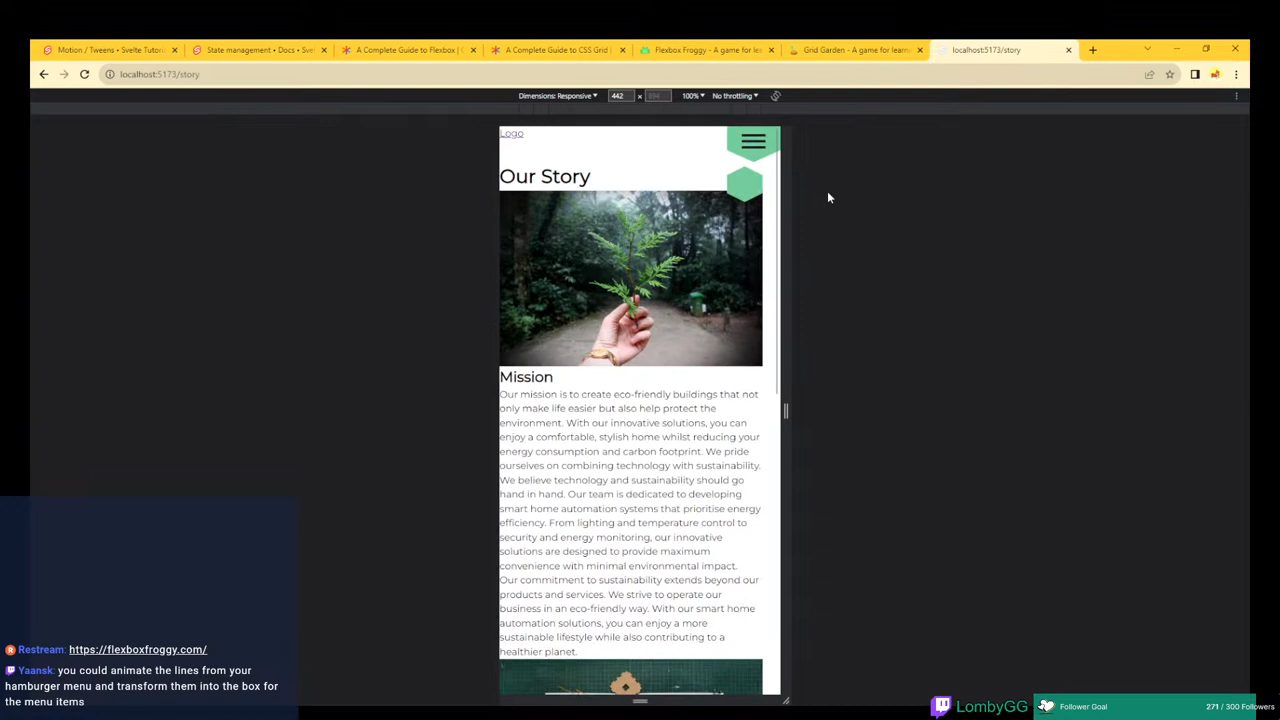 Motion / Tweens • Svelte Tutori
State management • Docs • Sve
A Complete Guide to Flexbox | C
A Complete Guide to CSS Grid |
Flexbox Froggy - A game for le
Grid Garden - A game for learn
localhost:5173/story
localhost:5173/story
Dimensions: Responsive
442
×
894
100%
No throttling
Logo
Our Story
Mission
Our mission is to create eco-friendly buildings that not
only make life easier but also help protect the
environment. With our innovative solutions, you can
enjoy a comfortable, stylish home whilst reducing your
energy consumption and carbon footprint. We pride
ourselves on combining technology with sustainability.
We believe technology and sustainability should go
hand in hand. Our team is dedicated to developing
smart home automation systems that prioritise energy
efficiency. From lighting and temperature control to
security and energy monitoring, our innovative
solutions are designed to provide maximum
convenience with minimal environmental impact.
Our commitment to sustainability extends beyond our
products and services. We strive to operate our
business in an eco-friendly way. With our smart home
automation solutions, you can enjoy a more
sustainable lifestyle while also contributing to a
healthier planet.
Restream: https://flexboxfroggy.com/
Yaansk: you could animate the lines from your
hamburger menu and transform them into the box for
the menu items
LombyGG
Follower Goal
271 / 300 Followers